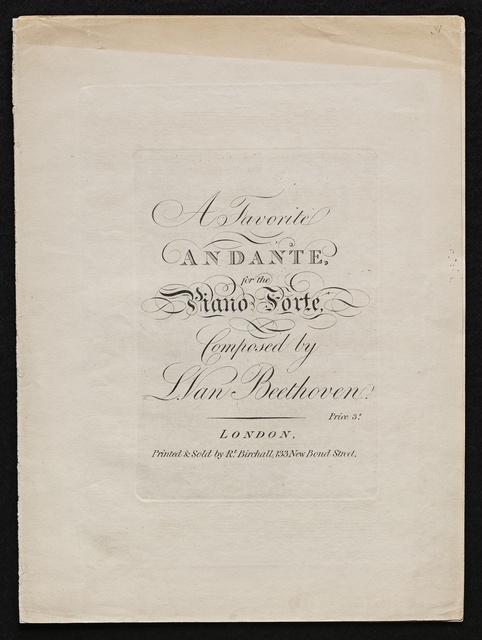 A Favorite
ANDANTE,
for the
Piano Forte,
Composed by
L. Van Beethoven.
Price 3s.
LONDON,
Printed & Sold by Rt. Birchall, 133 New Bond Street,